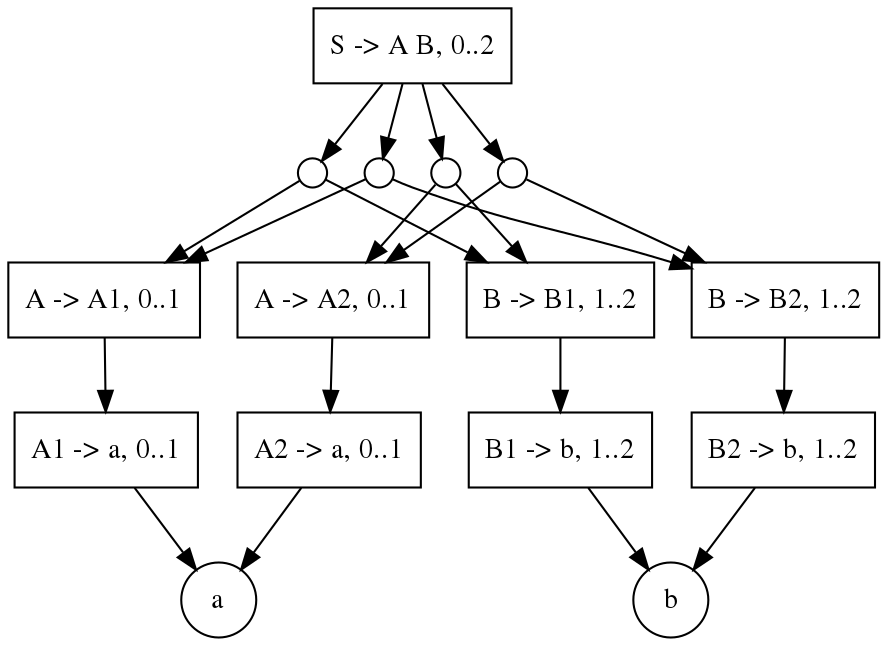 S -> A B, 0..2
A -> A1, 0..1
A -> A2, 0..1
B -> B1, 1..2
B -> B2, 1..2
A1 -> a, 0..1
A2 -> a, 0..1
B1 -> b, 1..2
B2 -> b, 1..2
a
b